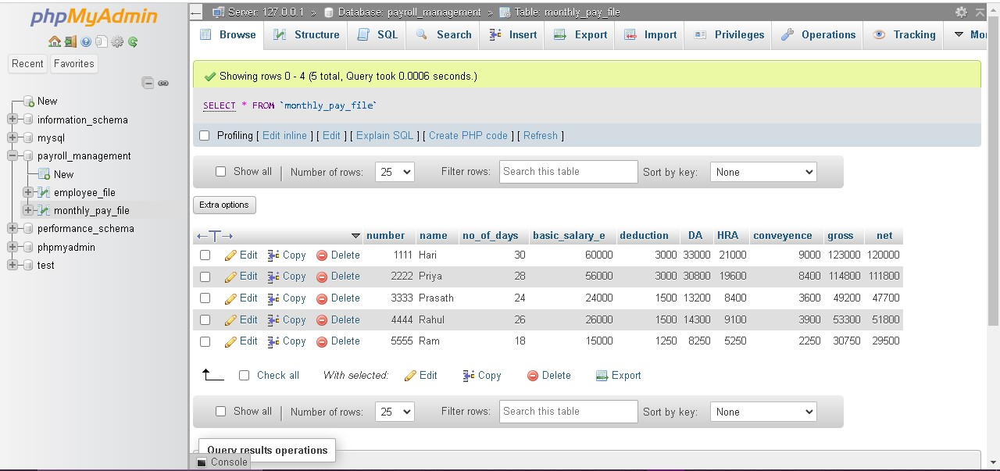 phpMyAdmin
Recent Favorites
New
information_schema
mysql
payroll_management
New
employee_file
monthly_pay_file
performance_schema
phpmyadmin
test
Server: 127.0.0.1 » Database: payroll_management » Table: monthly_pay_file
Browse Structure SQL Search Insert Export Import Privileges Operations Tracking Mo
Showing rows 0 - 4 (5 total, Query took 0.0006 seconds.)
SELECT * FROM `monthly_pay_file`
Profiling [ Edit inline ] [ Edit ] [ Explain SQL ] [ Create PHP code ] [ Refresh ]
Show all | Number of rows: 25 Filter rows: Search this table Sort by key: None
Extra options
←T→ number name no_of_days basic_salary_e deduction DA HRA conveyence gross net
Edit Copy Delete 1111 Hari 30 60000 3000 33000 21000 9000 123000 120000
Edit Copy Delete 2222 Priya 28 56000 3000 30800 19600 8400 114800 111800
Edit Copy Delete 3333 Prasath 24 24000 1500 13200 8400 3600 49200 47700
Edit Copy Delete 4444 Rahul 26 26000 1500 14300 9100 3900 53300 51800
Edit Copy Delete 5555 Ram 18 15000 1250 8250 5250 2250 30750 29500
Check all With selected: Edit Copy Delete Export
Show all | Number of rows: 25 Filter rows: Search this table Sort by key: None
Query results operations
Console